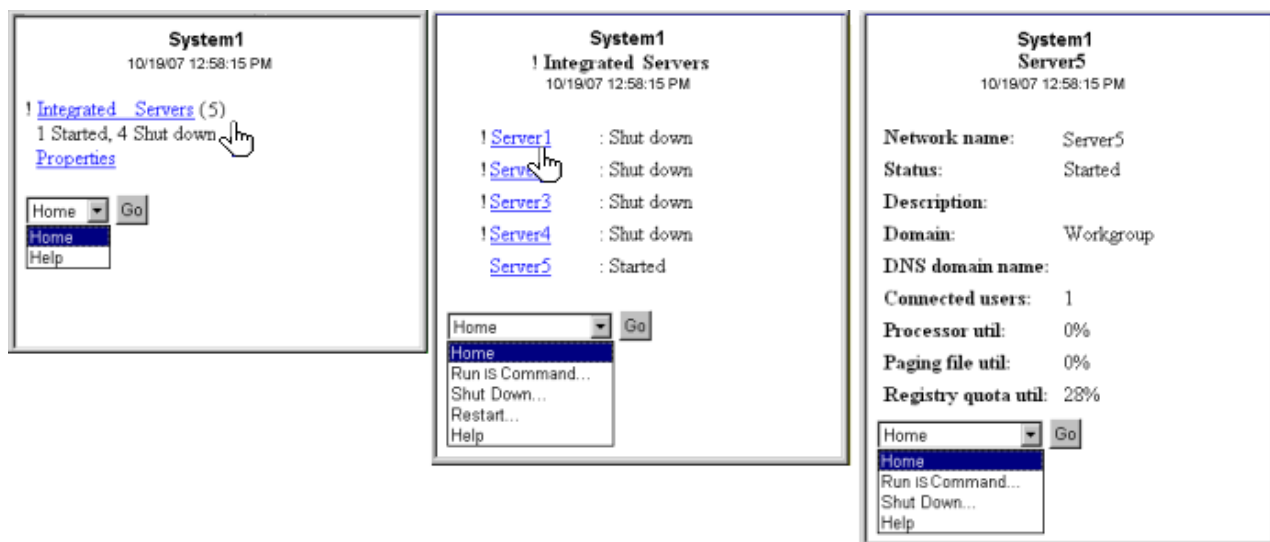 System1
10/19/07 12:58:15 PM
! Integrated Servers (5)
1 Started, 4 Shut down
Properties
Home Go
Home
Help
System1
! Integrated Servers
10/19/07 12:58:15 PM
! Server1 : Shut down
! Serve : Shut down
! Server3 : Shut down
! Server4 : Shut down
Server5 : Started
Home Go
Home
Run IS Command...
Shut Down...
Restart...
Help
System1
Server5
10/19/07 12:58:15 PM
Network name: Server5
Status: Started
Description:
Domain: Workgroup
DNS domain name:
Connected users: 1
Processor util: 0%
Paging file util: 0%
Registry quota util: 28%
Home Go
Home
Run IS Command...
Shut Down...
Help